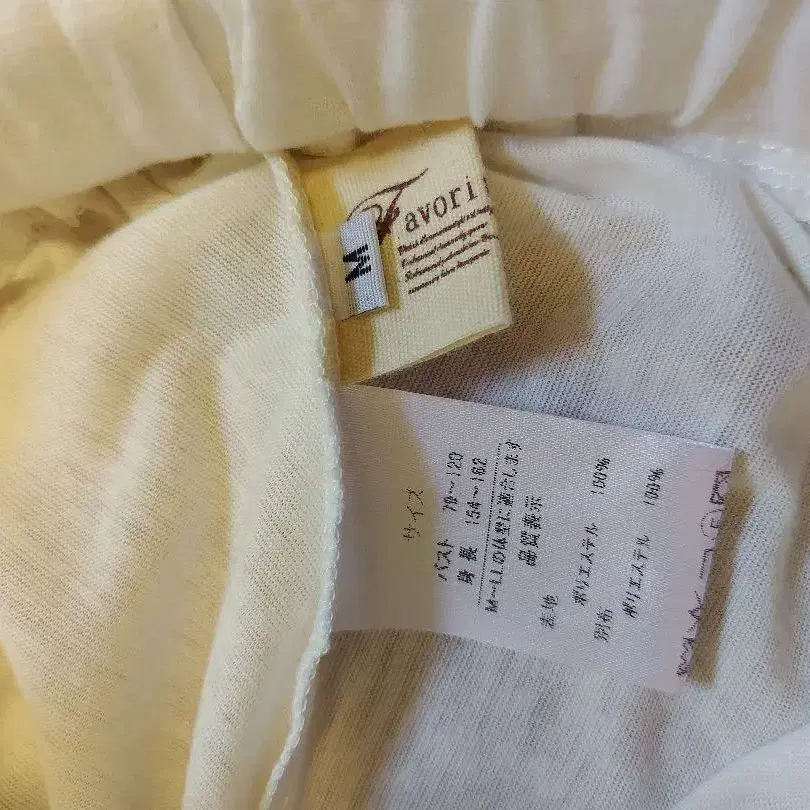 Favori
M
サイズ
バスト 79～120
身長 154～162
M～LLの体型に適合します
品質表示
表地
ポリエステル 100%
別布
ポリエステル 100%